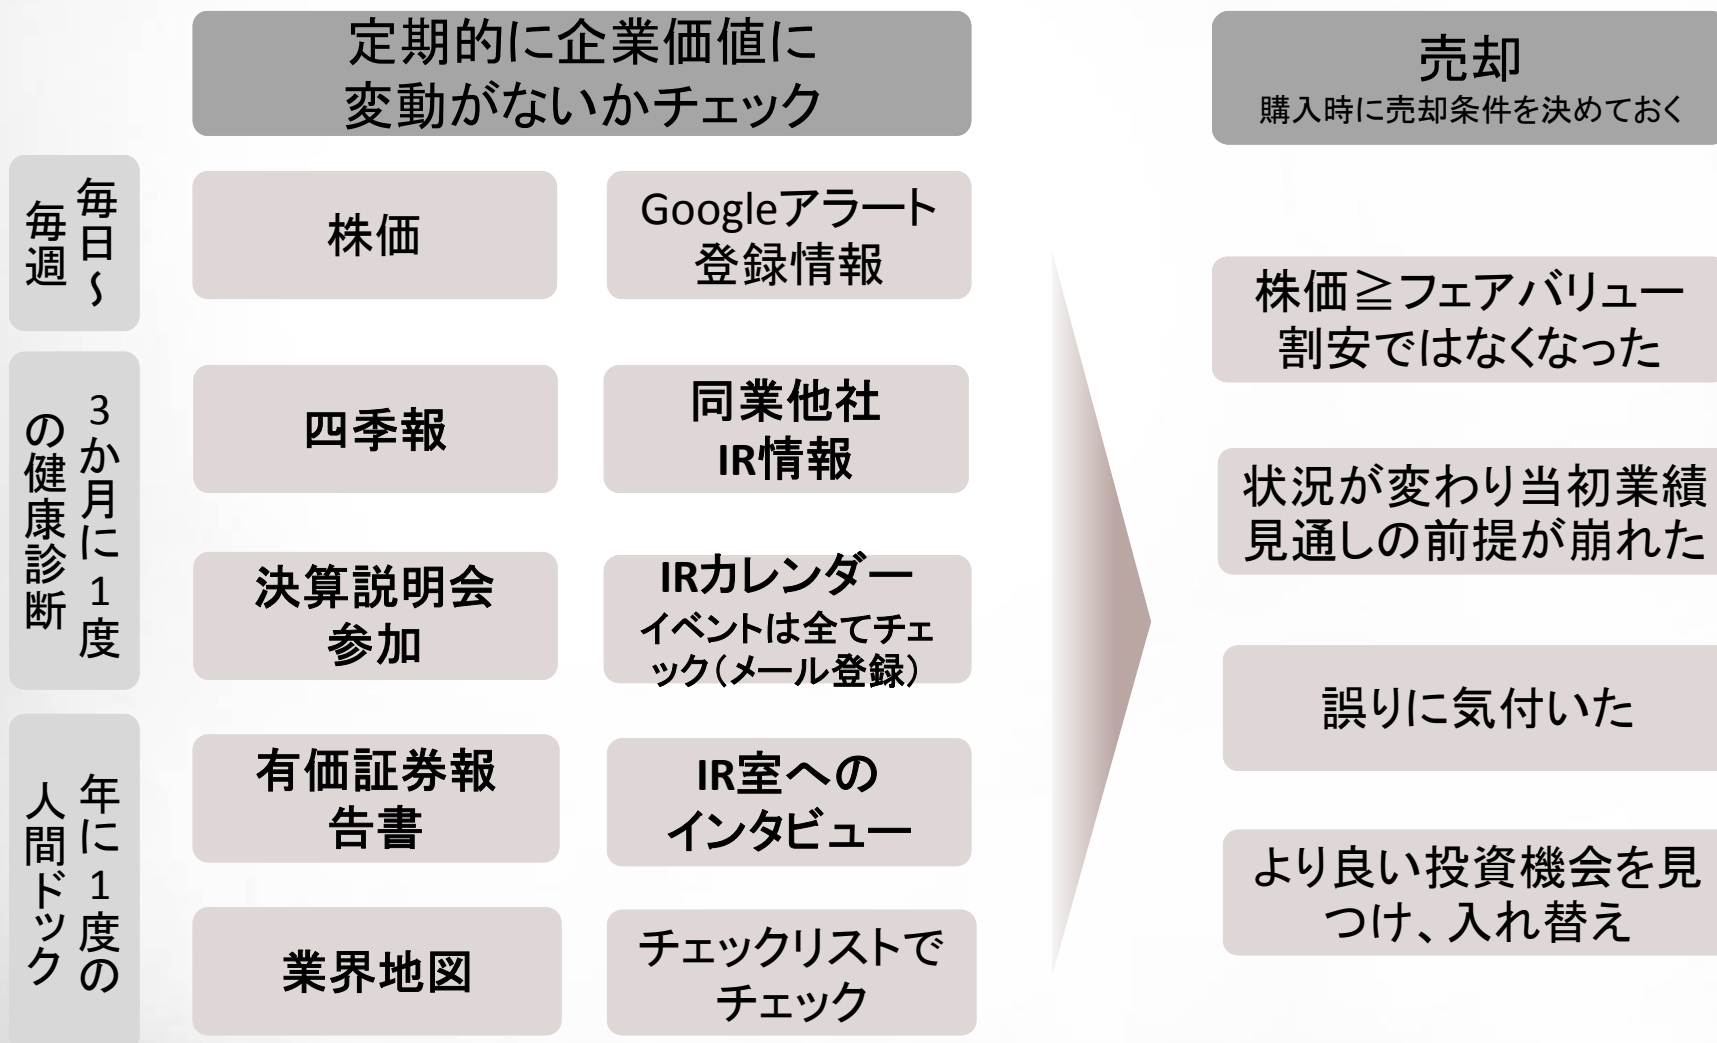 定期的に企業価値に
変動がないかチェック
売却
購入時に売却条件を決めておく
毎日~
毎週
株価
Googleアラート
登録情報
3か月に1度
の健康診断
四季報
同業他社
IR情報
決算説明会
参加
IRカレンダー
イベントは全てチェ
ック(メール登録)
年に1度の
人間ドック
有価証券報
告書
IR室への
インタビュー
業界地図
チェックリストで
チェック
株価≧フェアバリュー
割安ではなくなった
状況が変わり当初業績
見通しの前提が崩れた
誤りに気付いた
より良い投資機会を見
つけ、入れ替え